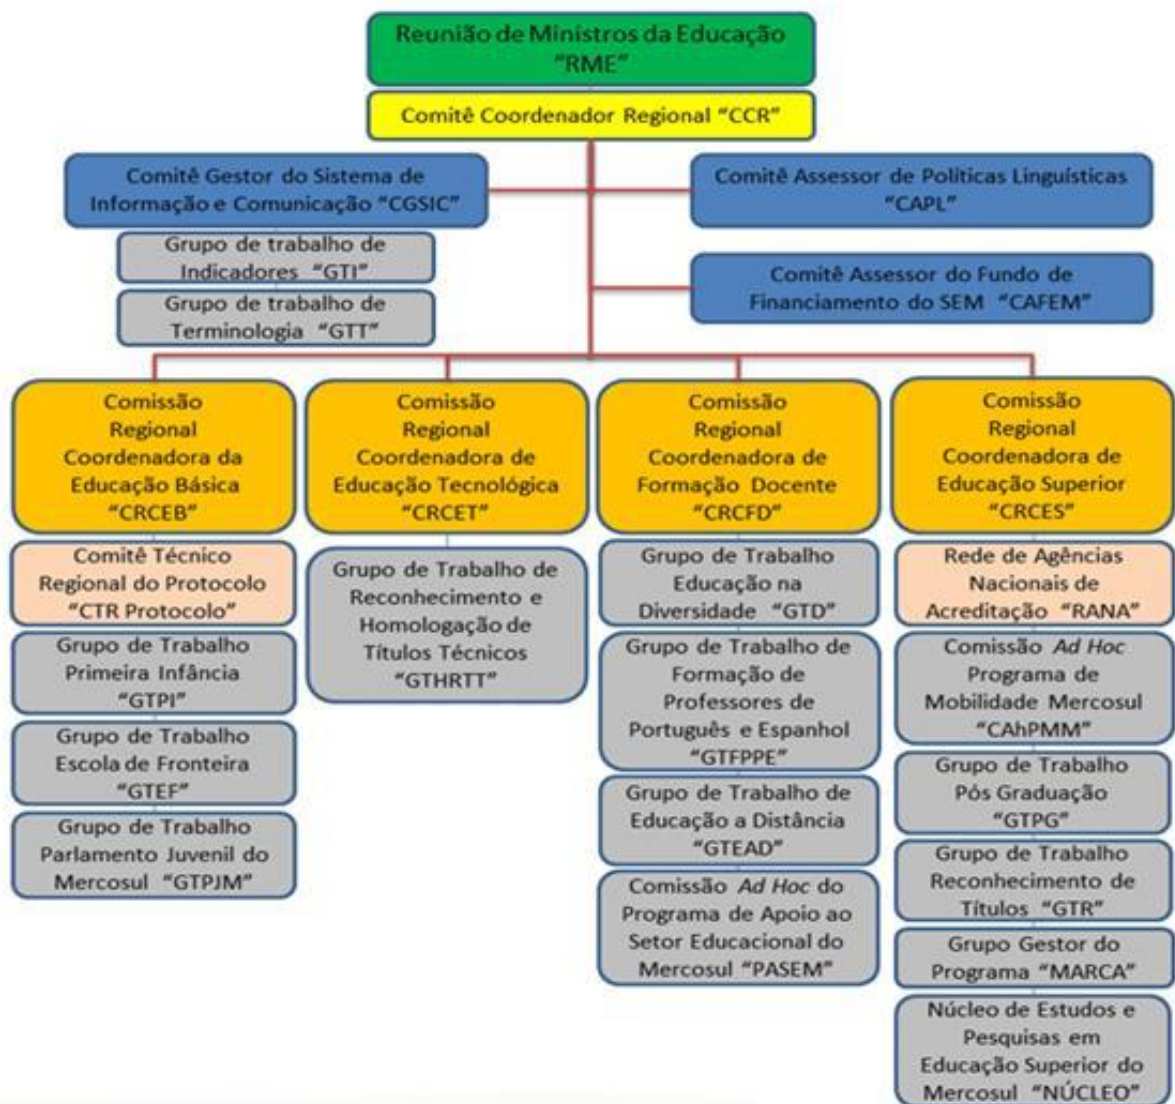 Reunião de Ministros da Educação
“RME”
Comitê Coordenador Regional “CCR”
Comitê Gestor do Sistema de
Informação e Comunicação “CGSIC”
Grupo de trabalho de
Indicadores “GTI”
Grupo de trabalho de
Terminologia “GTT”
Comitê Assessor de Políticas Linguísticas
“CAPL”
Comitê Assessor do Fundo de
Financiamento do SEM “CAFEM”
Comissão
Regional
Coordenadora da
Educação Básica
“CRCEB”
Comitê Técnico
Regional do Protocolo
“CTR Protocolo”
Grupo de Trabalho
Primeira Infância
“GTPI”
Grupo de Trabalho
Escola de Fronteira
“GTEF”
Grupo de Trabalho
Parlamento Juvenil do
Mercosul “GTPJM”
Comissão
Regional
Coordenadora de
Educação Tecnológica
“CRCET”
Grupo de Trabalho de
Reconhecimento e
Homologação de
Títulos Técnicos
“GTHRTT”
Comissão
Regional
Coordenadora de
Formação Docente
“CRCFD”
Grupo de Trabalho
Educação na
Diversidade “GTD”
Grupo de Trabalho de
Formação de
Professores de
Português e Espanhol
“GTFPPE”
Grupo de Trabalho de
Educação a Distância
“GTEAD”
Comissão Ad Hoc do
Programa de Apoio ao
Setor Educacional do
Mercosul “PASEM”
Comissão
Regional
Coordenadora de
Educação Superior
“CRCES”
Rede de Agências
Nacionais de
Acreditação “RANA”
Comissão Ad Hoc
Programa de
Mobilidade Mercosul
“CAhPMM”
Grupo de Trabalho
Pós Graduação
“GTPG”
Grupo de Trabalho
Reconhecimento de
Títulos “GTR”
Grupo Gestor do
Programa “MARCA”
Núcleo de Estudos e
Pesquisas em
Educação Superior do
Mercosul “NÚCLEO”